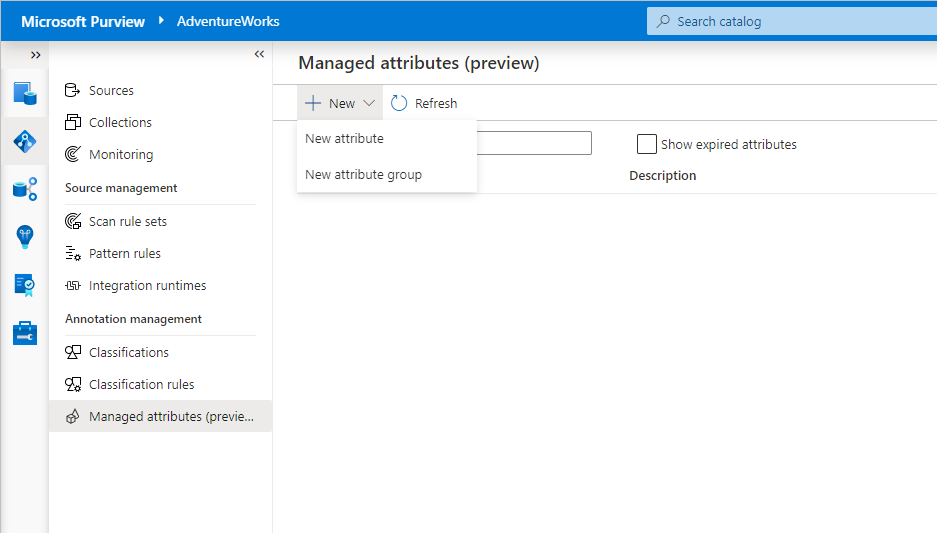 Microsoft Purview AdventureWorks Search catalog
Sources
Collections
Monitoring
Source management
Scan rule sets
Pattern rules
Integration runtimes
Annotation management
Classifications
Classification rules
Managed attributes (previe...
Managed attributes (preview)
New Refresh
New attribute
New attribute group
Show expired attributes
Description